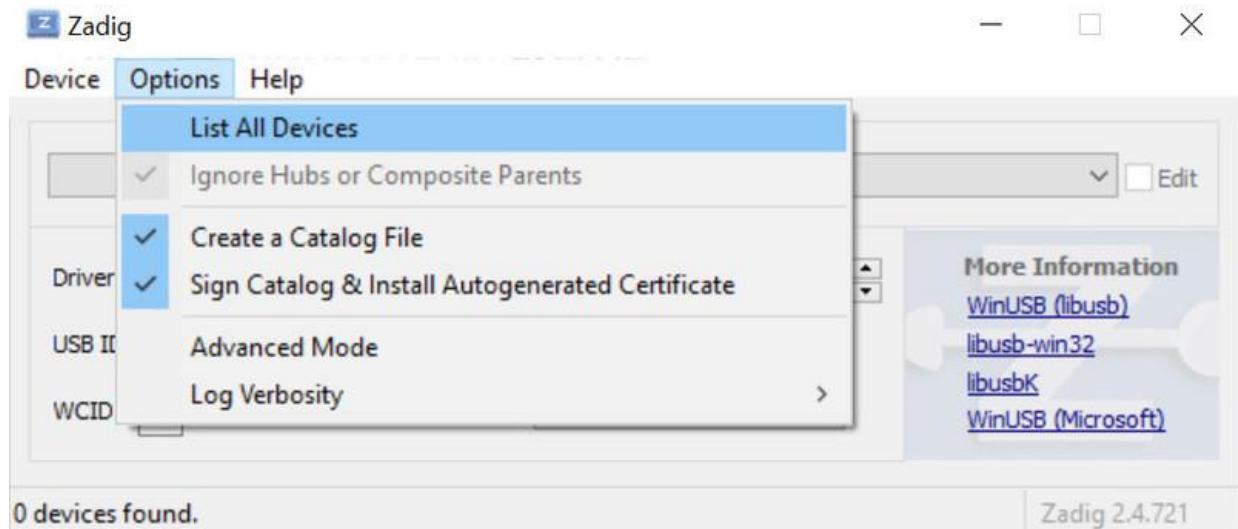 Zadig
Device Options Help
List All Devices
Ignore Hubs or Composite Parents
Edit
Create a Catalog File
Sign Catalog & Install Autogenerated Certificate
Driver
More Information
WinUSB (libusb)
USB ID
Advanced Mode
libusb-win32
Log Verbosity
libusbK
WCID
WinUSB (Microsoft)
0 devices found.
Zadig 2.4.721